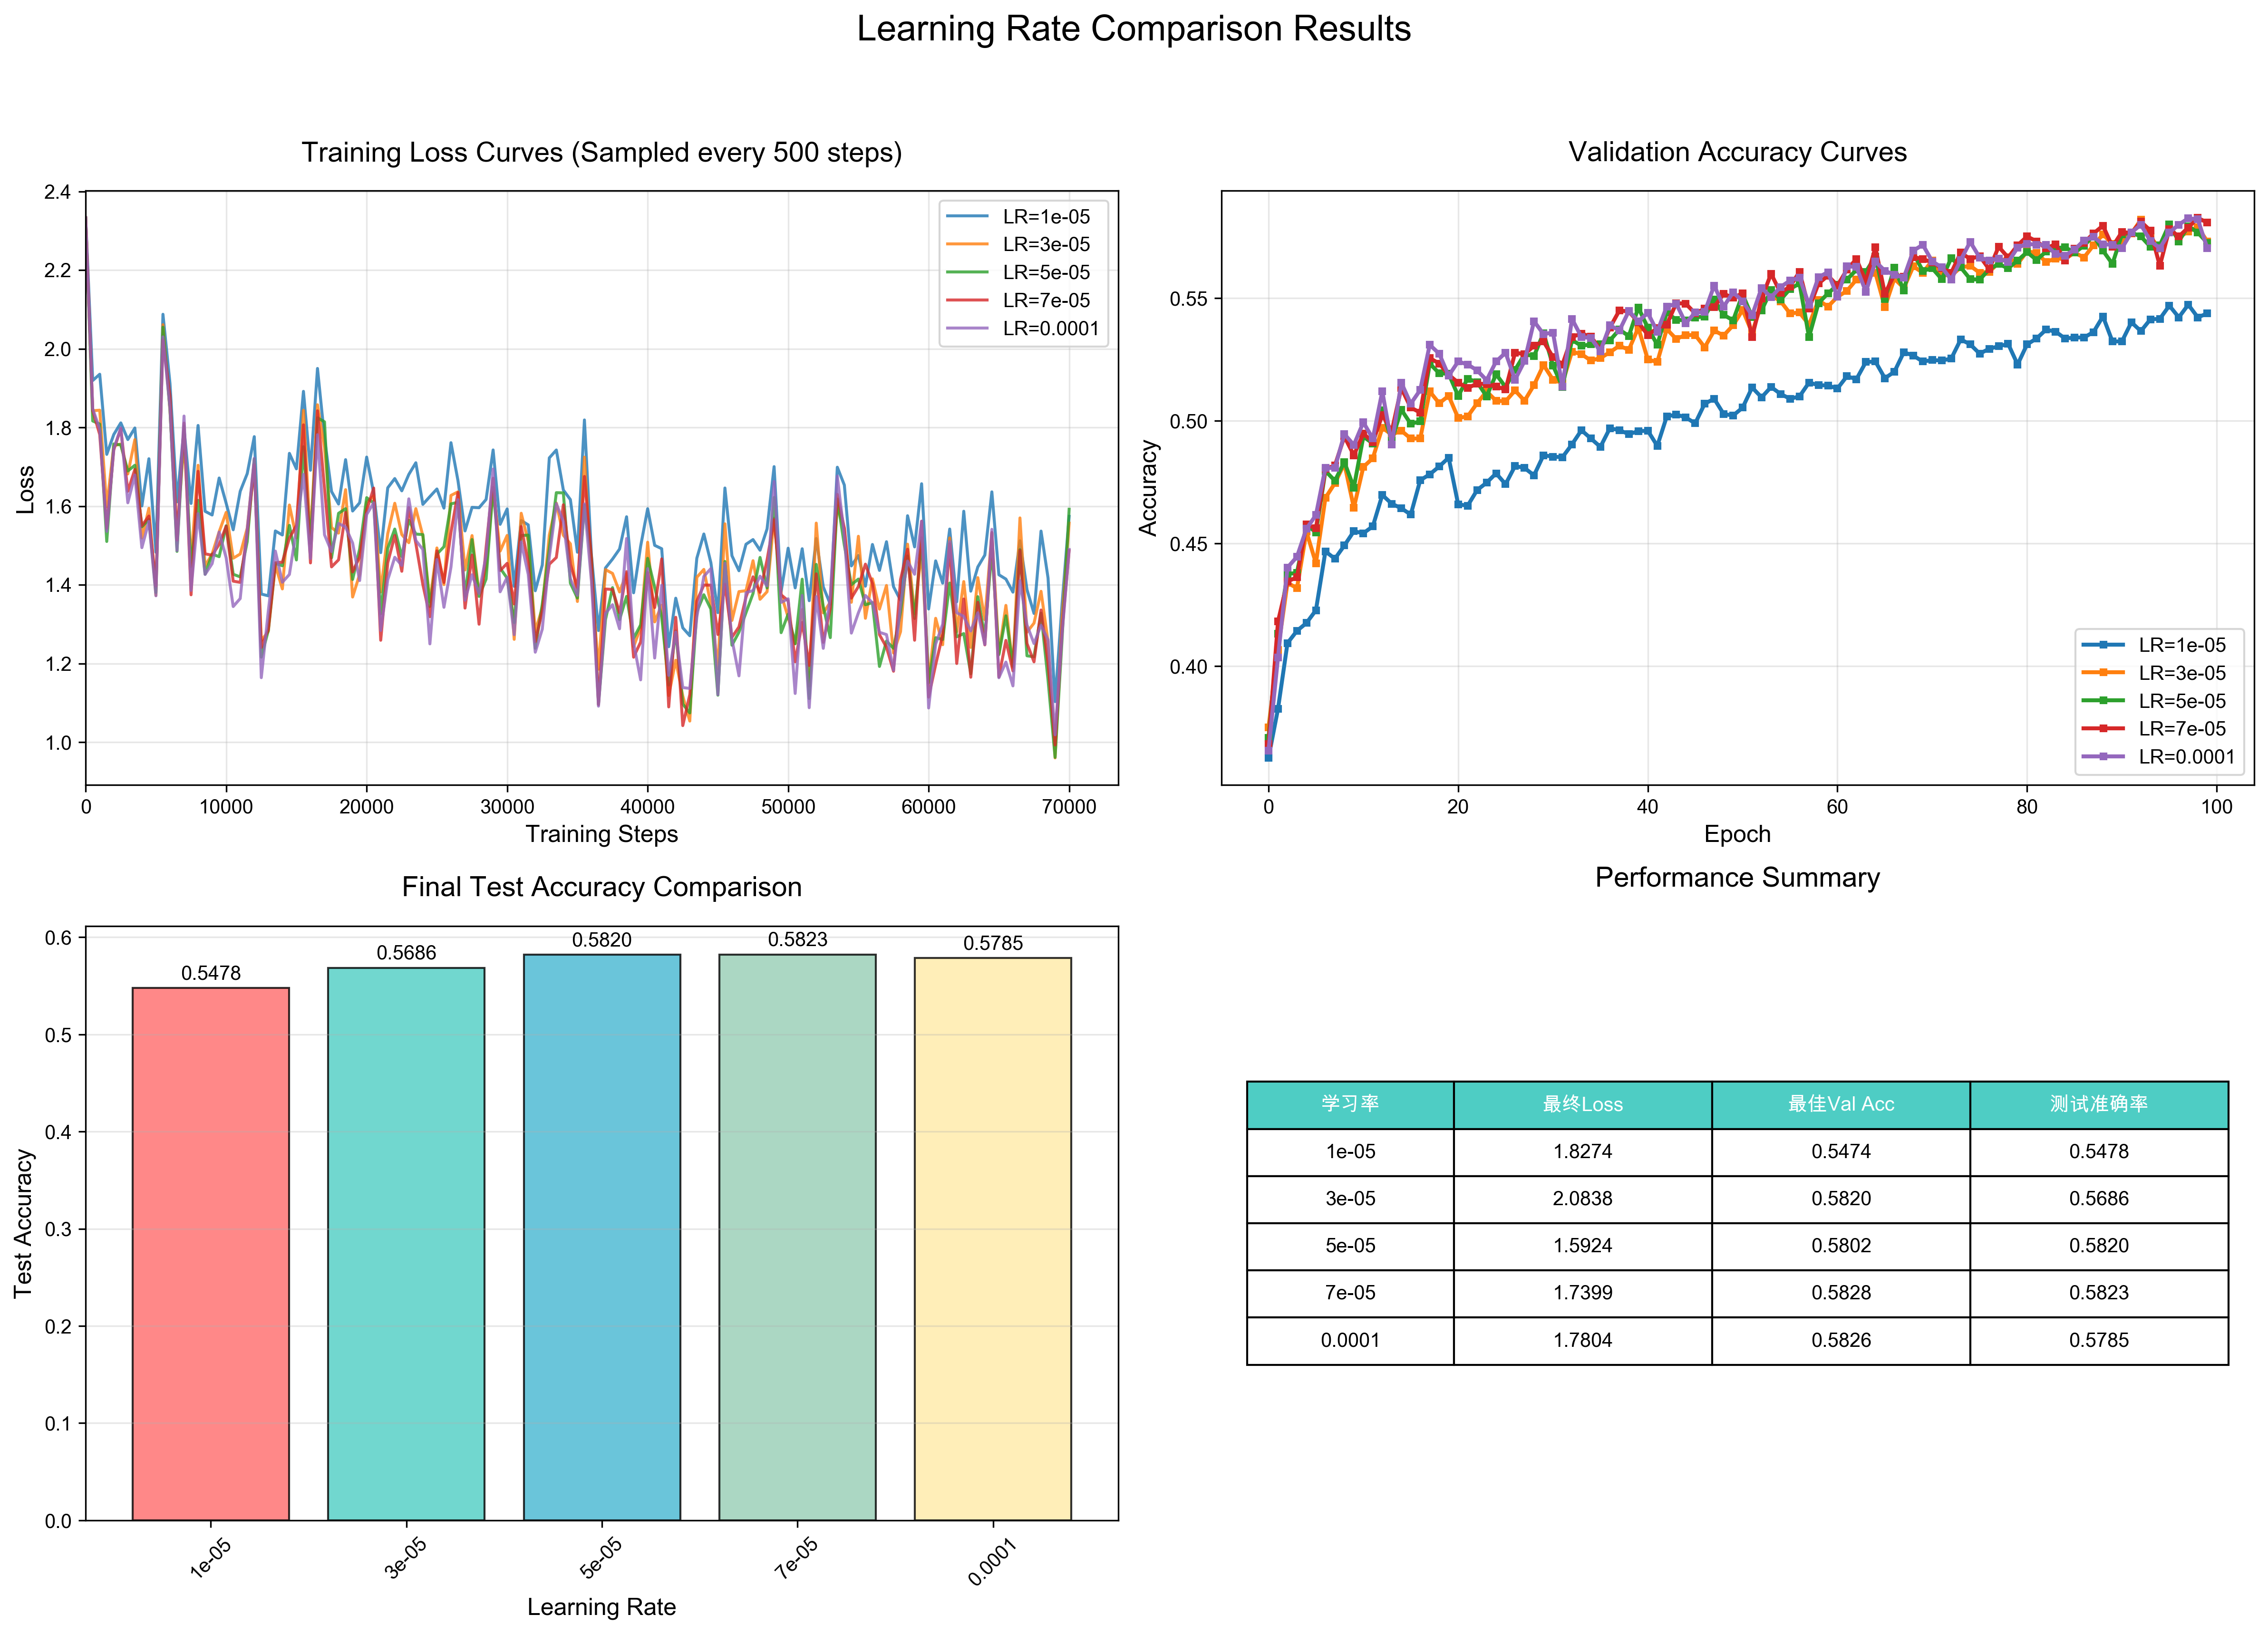 Learning Rate Comparison Results
Training Loss Curves (Sampled every 500 steps)
2.4
2.2
2.0
1.8
1.6
1.4
1.2
1.0
Loss
0 10000 20000 30000 40000 50000 60000 70000
Training Steps
LR=1e-05
LR=3e-05
LR=5e-05
LR=7e-05
LR=0.0001
Validation Accuracy Curves
0.55
0.50
0.45
0.40
Accuracy
0 20 40 60 80 100
Epoch
LR=1e-05
LR=3e-05
LR=5e-05
LR=7e-05
LR=0.0001
Final Test Accuracy Comparison
0.6
0.5
0.4
0.3
0.2
0.1
0.0
Test Accuracy
0.5478 0.5686 0.5820 0.5823 0.5785
1e-05 3e-05 5e-05 7e-05 0.0001
Learning Rate
Performance Summary
学习率 最终Loss 最佳Val Acc 测试准确率
1e-05 1.8274 0.5474 0.5478
3e-05 2.0838 0.5820 0.5686
5e-05 1.5924 0.5802 0.5820
7e-05 1.7399 0.5828 0.5823
0.0001 1.7804 0.5826 0.5785